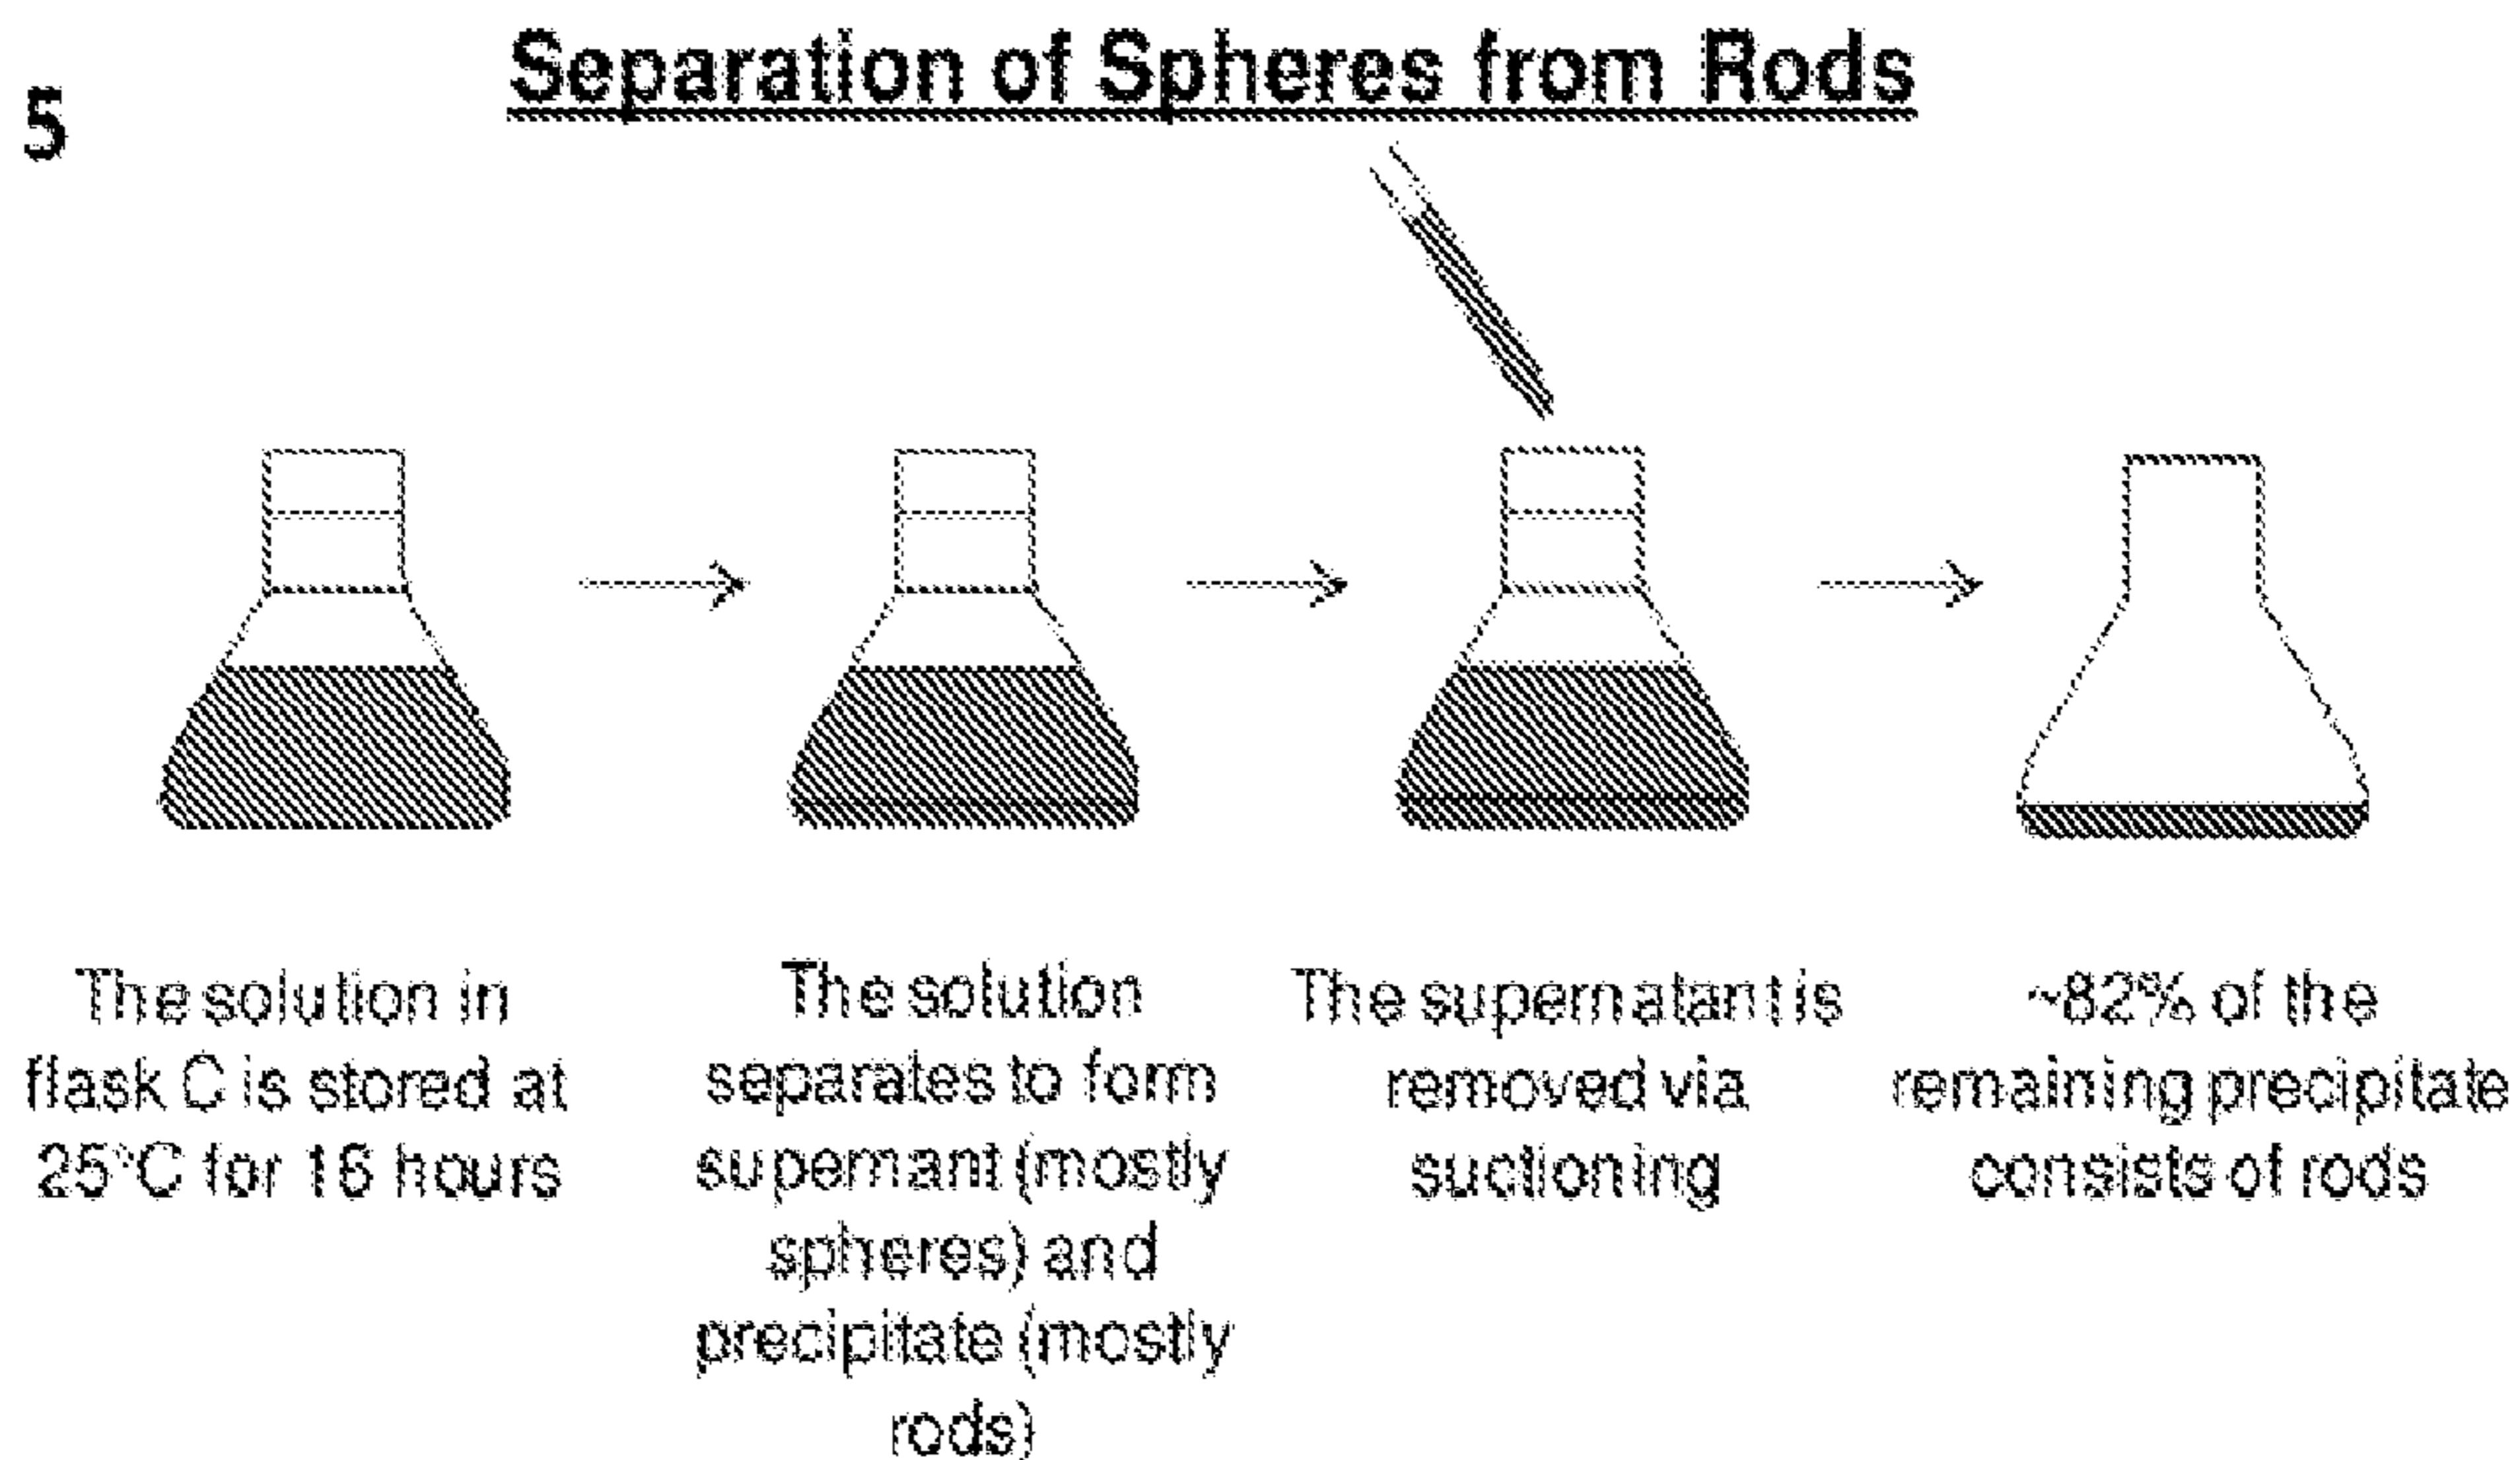 5
Separation of Spheres from Rods
The solution in
flask C is stored at
25°C for 16 hours
The solution
separates to form
supernant (mostly
spheres) and
precipitate (mostly
rods)
The supernatant is
removed via
suctioning
~82% of the
remaining precipitate
consists of rods